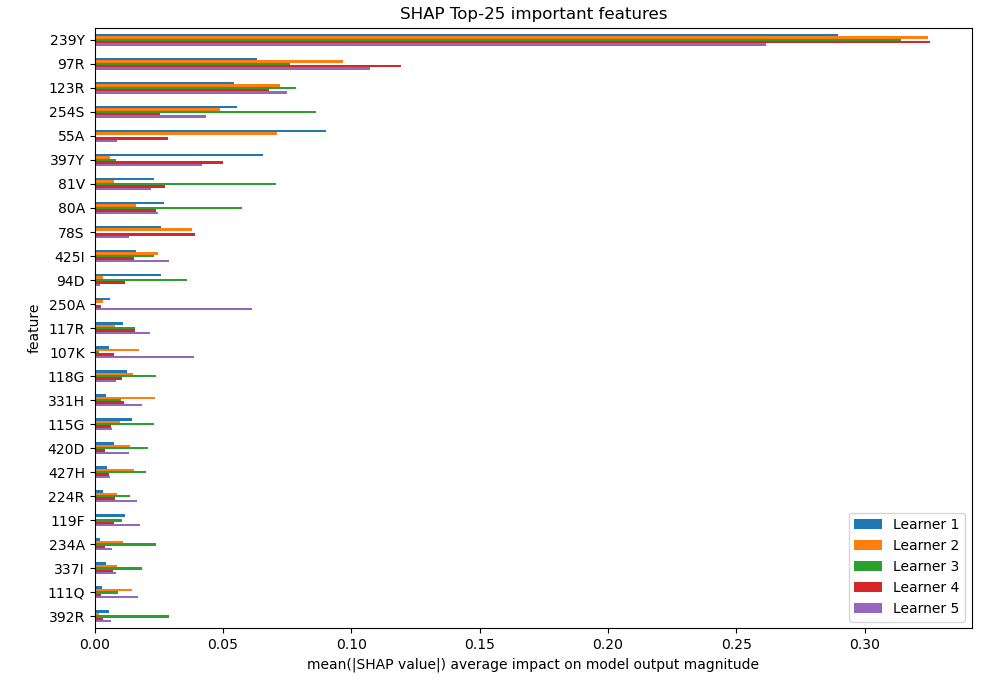 SHAP Top-25 important features
239Y
97R
123R
254S
55A
397Y
81V
80A
78S
425I
94D
250A
117R
107K
118G
331H
115G
420D
427H
224R
119F
234A
337I
111Q
392R
feature
Learner 1
Learner 2
Learner 3
Learner 4
Learner 5
0.00 0.05 0.10 0.15 0.20 0.25 0.30
mean(|SHAP value|) average impact on model output magnitude